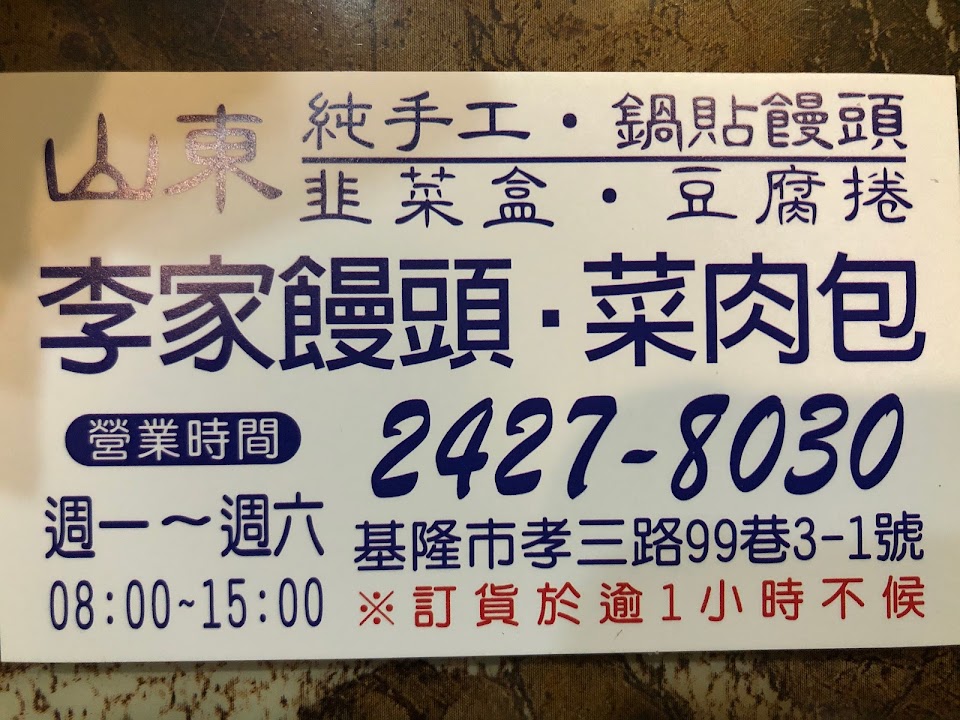 山東
純手工・鍋貼饅頭
韭菜盒・豆腐捲
李家饅頭・菜肉包
營業時間
週一～週六
08:00~15:00
2427-8030
基隆市孝三路99巷3-1號
※訂貨於逾1小時不候